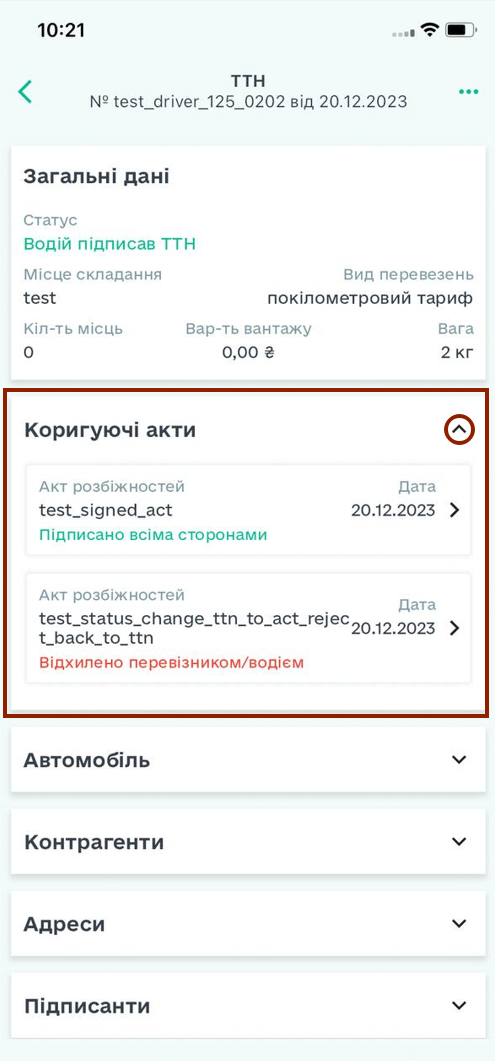 10:21
ТТН
№ test_driver_125_0202 від 20.12.2023
Загальні дані
Статус
Водій підписав ТТН
Місце складання Вид перевезень
test покілометровий тариф
Кіл-ть місць Вар-ть вантажу Вага
0 0,00 ₴ 2 кг
Коригуючі акти
Акт розбіжностей Дата
test_signed_act 20.12.2023
Підписано всіма сторонами
Акт розбіжностей Дата
test_status_change_ttn_to_act_rejec 20.12.2023
t_back_to_ttn
Відхилено перевізником/водієм
Автомобіль
Контрагенти
Адреси
Підписанти